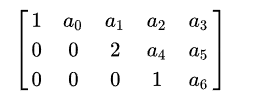 1 a₀ a₁ a₂ a₃
0 0 2 a₄ a₅
0 0 0 1 a₆